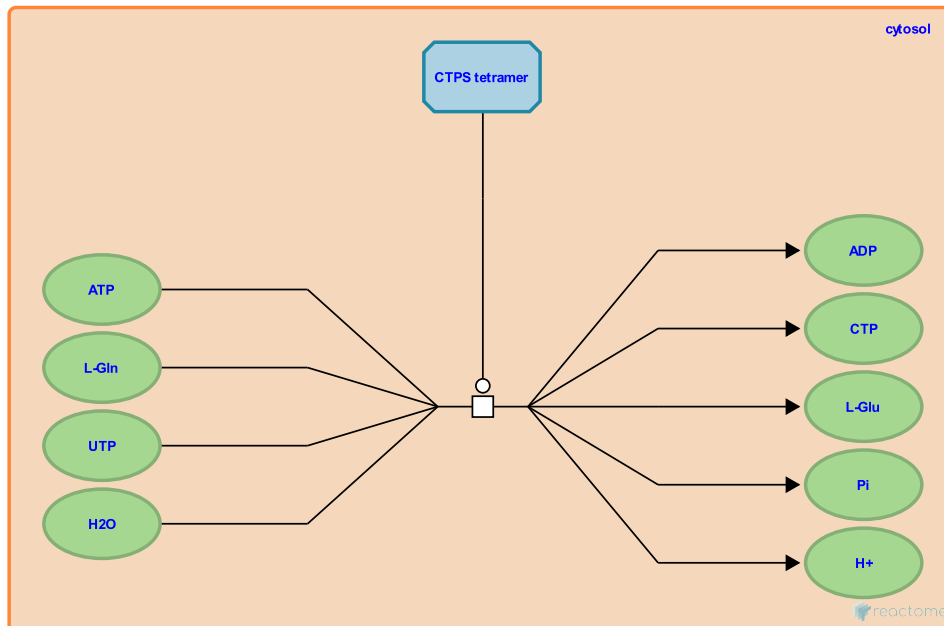 cytosol
CTPS tetramer
ATP
L-Gln
UTP
H2O
ADP
CTP
L-Glu
Pi
H+
reactome